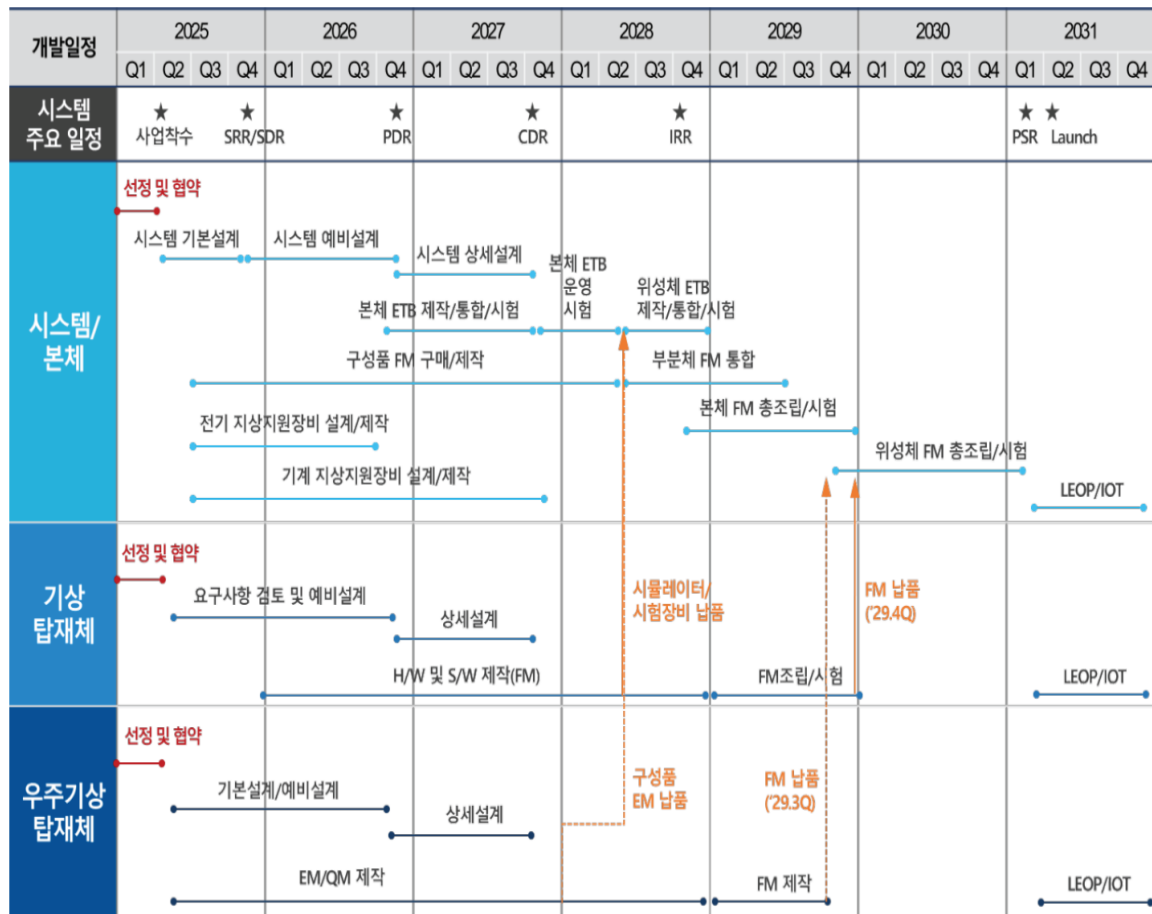 개발일정
2025 2026 2027 2028 2029 2030 2031
Q1 Q2 Q3 Q4 Q1 Q2 Q3 Q4 Q1 Q2 Q3 Q4 Q1 Q2 Q3 Q4 Q1 Q2 Q3 Q4 Q1 Q2 Q3 Q4 Q1 Q2 Q3 Q4
시스템
주요 일정
★ ★ ★ ★ ★ ★ ★
사업착수 SRR/SDR PDR CDR IRR PSR Launch
시스템/
본체
선정 및 협약
시스템 기본설계 시스템 예비설계
시스템 상세설계
본체 ETB
운영
시험
위성체 ETB
제작/통합/시험
본체 ETB 제작/통합/시험
구성품 FM 구매/제작
부분체 FM 통합
본체 FM 총조립/시험
전기 지상지원장비 설계/제작
위성체 FM 총조립/시험
기계 지상지원장비 설계/제작
LEOP/IOT
기상
탑재체
선정 및 협약
요구사항 검토 및 예비설계
상세설계
시뮬레이터/
시험장비 납품
FM 납품
('29.4Q)
H/W 및 S/W 제작(FM)
FM조립/시험
LEOP/IOT
우주기상
탑재체
선정 및 협약
기본설계/예비설계
상세설계
구성품
EM 납품
FM 납품
('29.3Q)
EM/QM 제작
FM 제작
LEOP/IOT